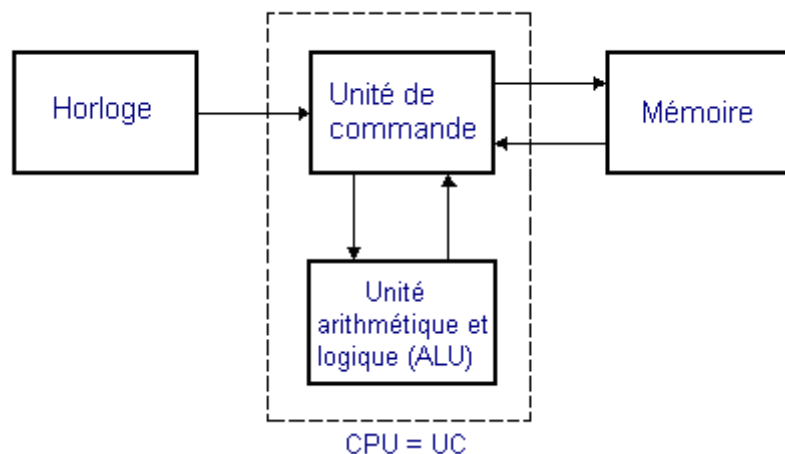 Horloge
Unité de
commande
Mémoire
Unité
arithmétique et
logique (ALU)
CPU = UC